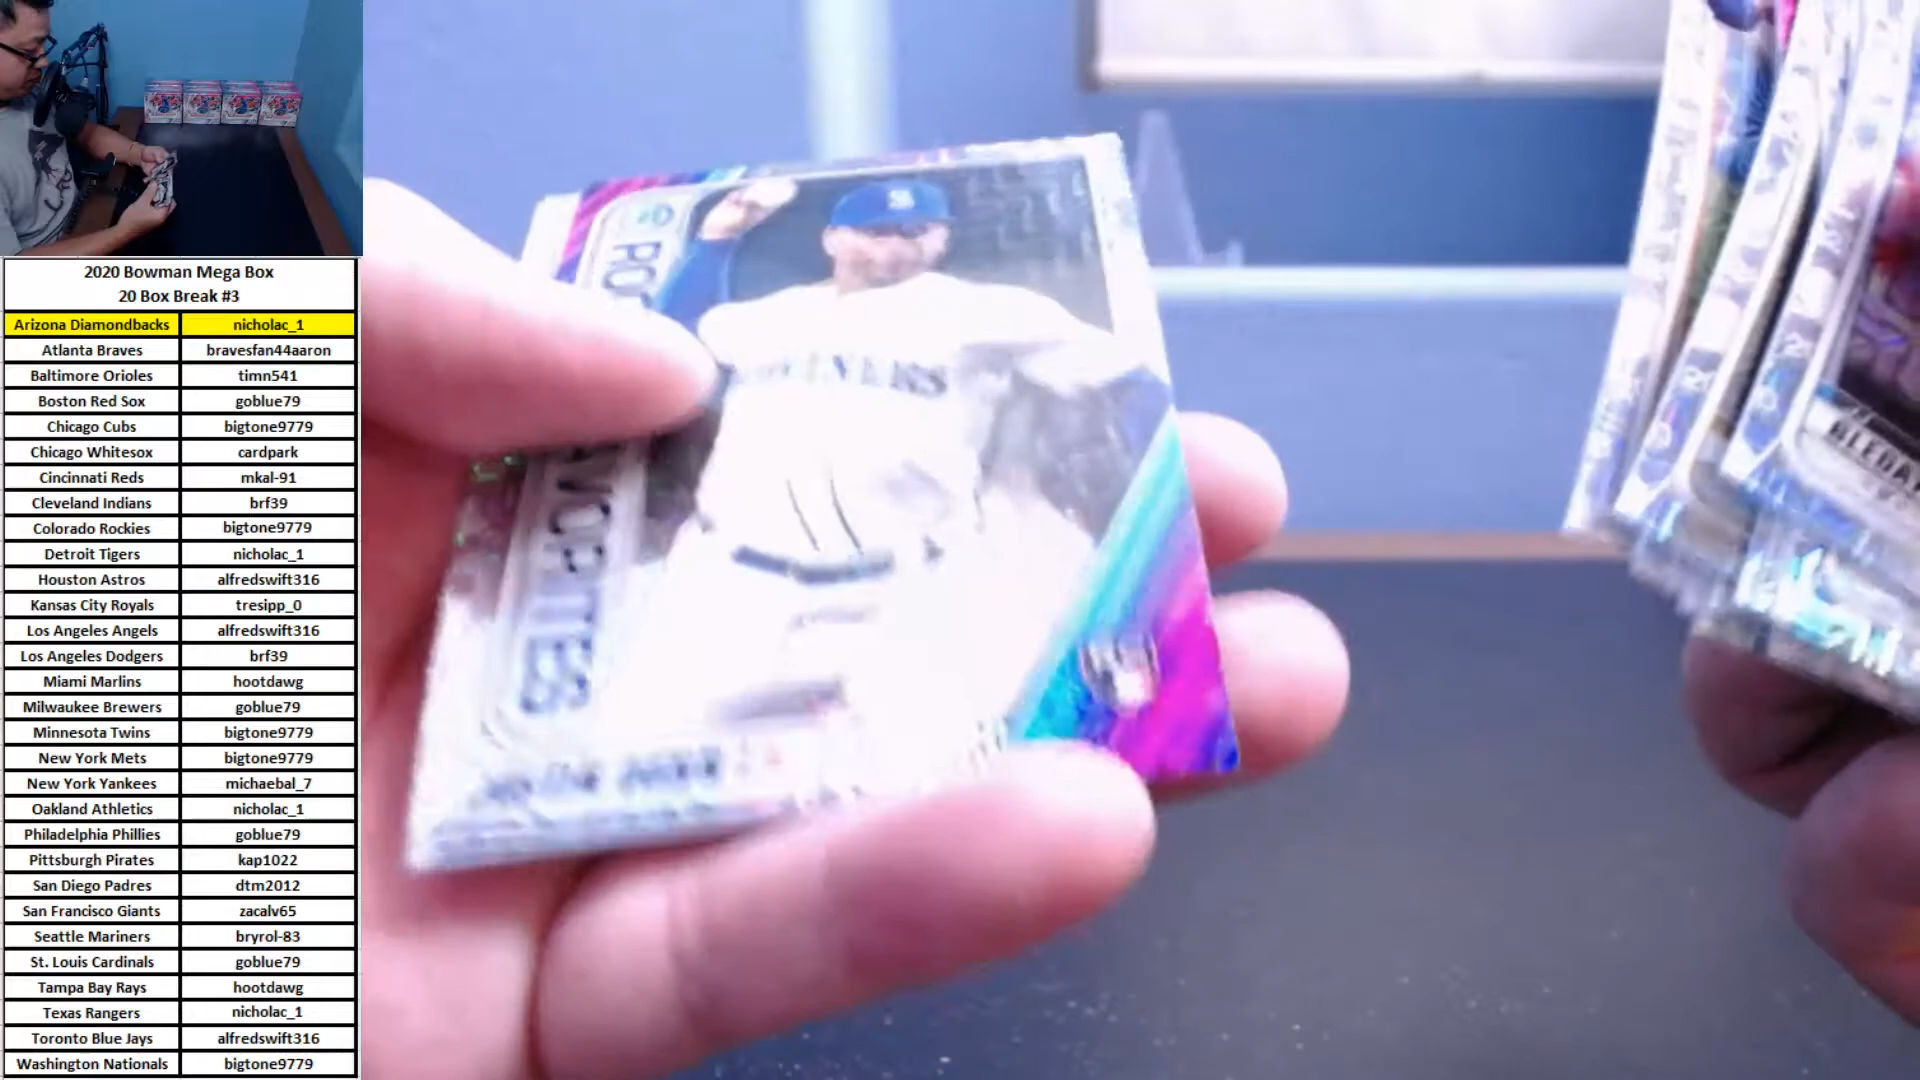 2020 Bowman Mega Box
20 Box Break #3
Arizona Diamondbacks nicholac_1
Atlanta Braves bravesfan44aaron
Baltimore Orioles timn541
Boston Red Sox goblue79
Chicago Cubs bigtone9779
Chicago Whitesox cardpark
Cincinnati Reds mkal-91
Cleveland Indians brf39
Colorado Rockies bigtone9779
Detroit Tigers nicholac_1
Houston Astros alfredswift316
Kansas City Royals tresipp_0
Los Angeles Angels alfredswift316
Los Angeles Dodgers brf39
Miami Marlins hootdawg
Milwaukee Brewers goblue79
Minnesota Twins bigtone9779
New York Mets bigtone9779
New York Yankees michaebal_7
Oakland Athletics nicholac_1
Philadelphia Phillies goblue79
Pittsburgh Pirates kap1022
San Diego Padres dtm2012
San Francisco Giants zacalv65
Seattle Mariners bryrol-83
St. Louis Cardinals goblue79
Tampa Bay Rays hootdawg
Texas Rangers nicholac_1
Toronto Blue Jays alfredswift316
Washington Nationals bigtone9779